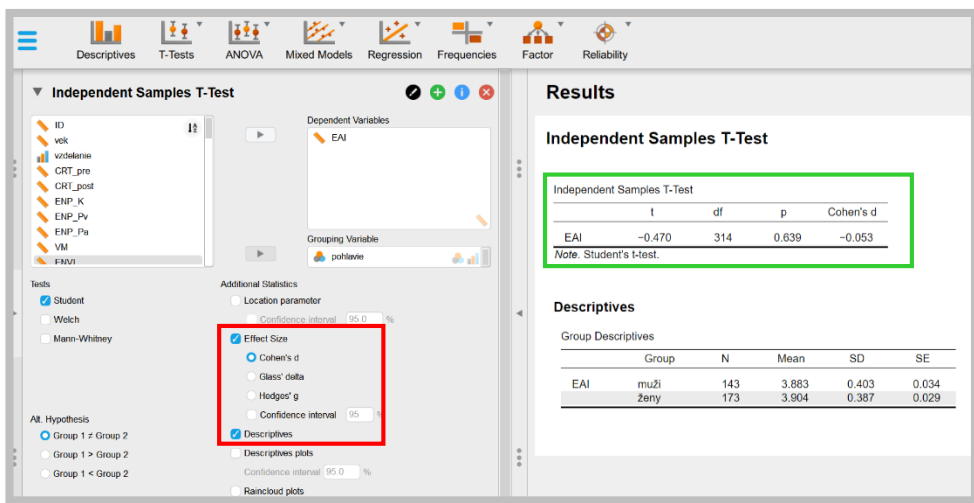 Descriptives T-Tests ANOVA Mixed Models Regression Frequencies Factor Reliability
Independent Samples T-Test
ID
vek
vzdelanie
CRT_pre
CRT_post
ENP_K
ENP_Pv
ENP_Pa
VM
ENVI
Dependent Variables
EAI
Grouping Variable
pohlavie
Tests
Student
Welch
Mann-Whitney
Alt. Hypothesis
Group 1 ≠ Group 2
Group 1 > Group 2
Group 1 < Group 2
Additional Statistics
Location parameter
Confidence interval 95.0 %
Effect Size
Cohen's d
Glass' delta
Hedges' g
Confidence interval 95 %
Descriptives
Descriptives plots
Confidence interval 95.0 %
Raincloud plots
Results
Independent Samples T-Test
Independent Samples T-Test
t df p Cohen's d
EAI −0.470 314 0.639 −0.053
Note. Student's t-test.
Descriptives
Group Descriptives
Group N Mean SD SE
EAI muži 143 3.883 0.403 0.034
ženy 173 3.904 0.387 0.029